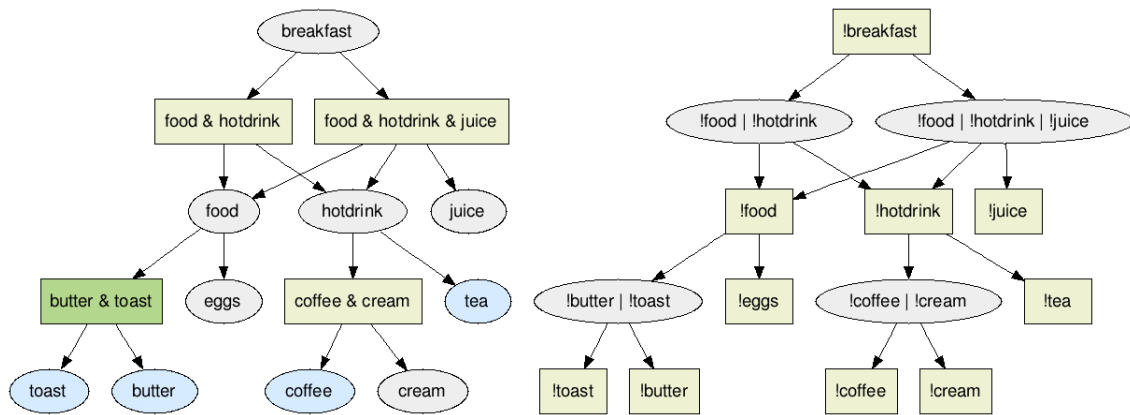 breakfast
!breakfast
food & hotdrink
food & hotdrink & juice
!food | !hotdrink
!food | !hotdrink | !juice
food
hotdrink
juice
!food
!hotdrink
!juice
butter & toast
eggs
coffee & cream
tea
!butter | !toast
!eggs
!coffee | !cream
!tea
toast
butter
coffee
cream
!toast
!butter
!coffee
!cream